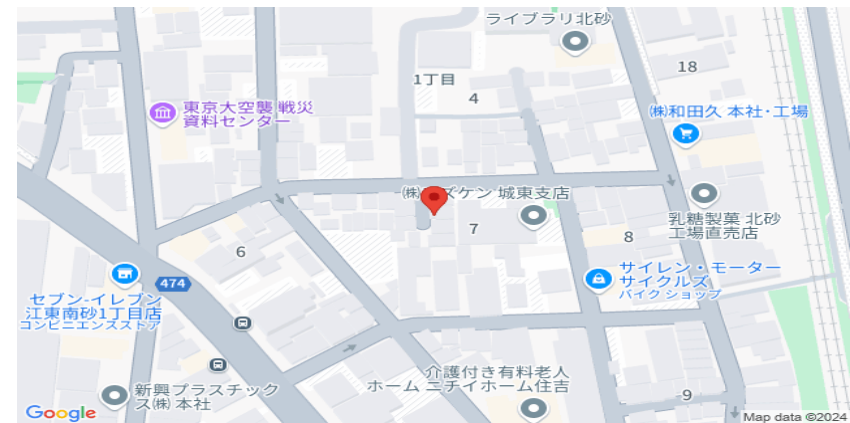 ライブラリ北砂
1丁目
18
4
東京大空襲 戦災
資料センター
㈱和田久 本社・工場
ズケン 城東支店
乳糖製菓 北砂
工場直売店
7
8
6
サイレン・モーター
サイクルズ
バイク ショップ
474
セブン-イレブン
江東南砂1丁目店
コンビニエンスストア
介護付き有料老人
ホーム ニチイホーム住吉
新興プラスチック
ス㈱ 本社
9
Google
Map data ©2024